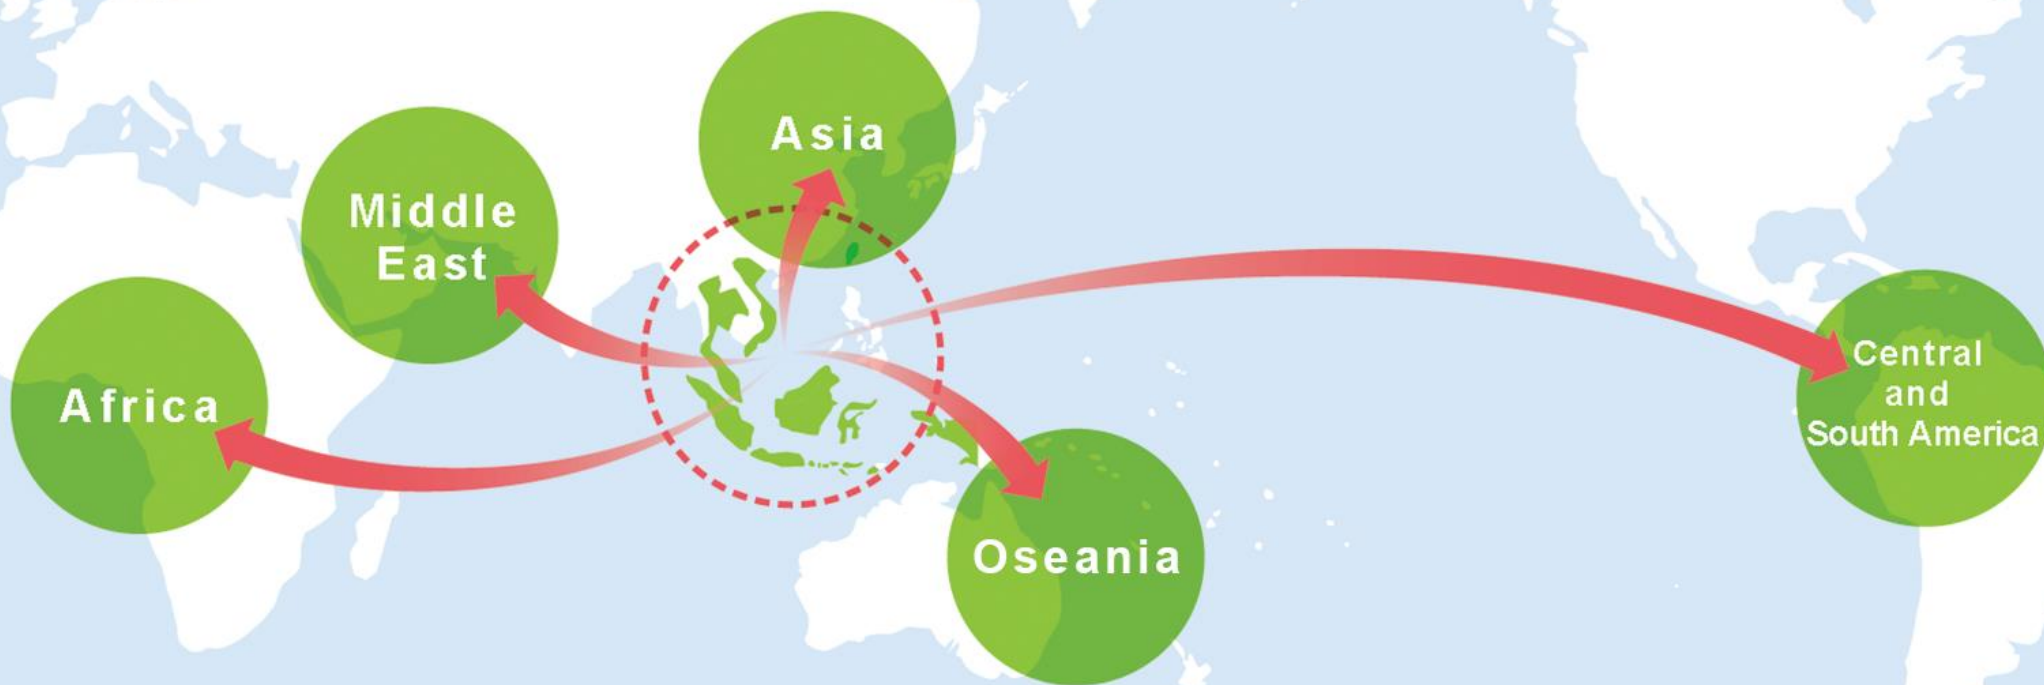 Asia
Middle
East
Africa
Central
and
South America
Oseania